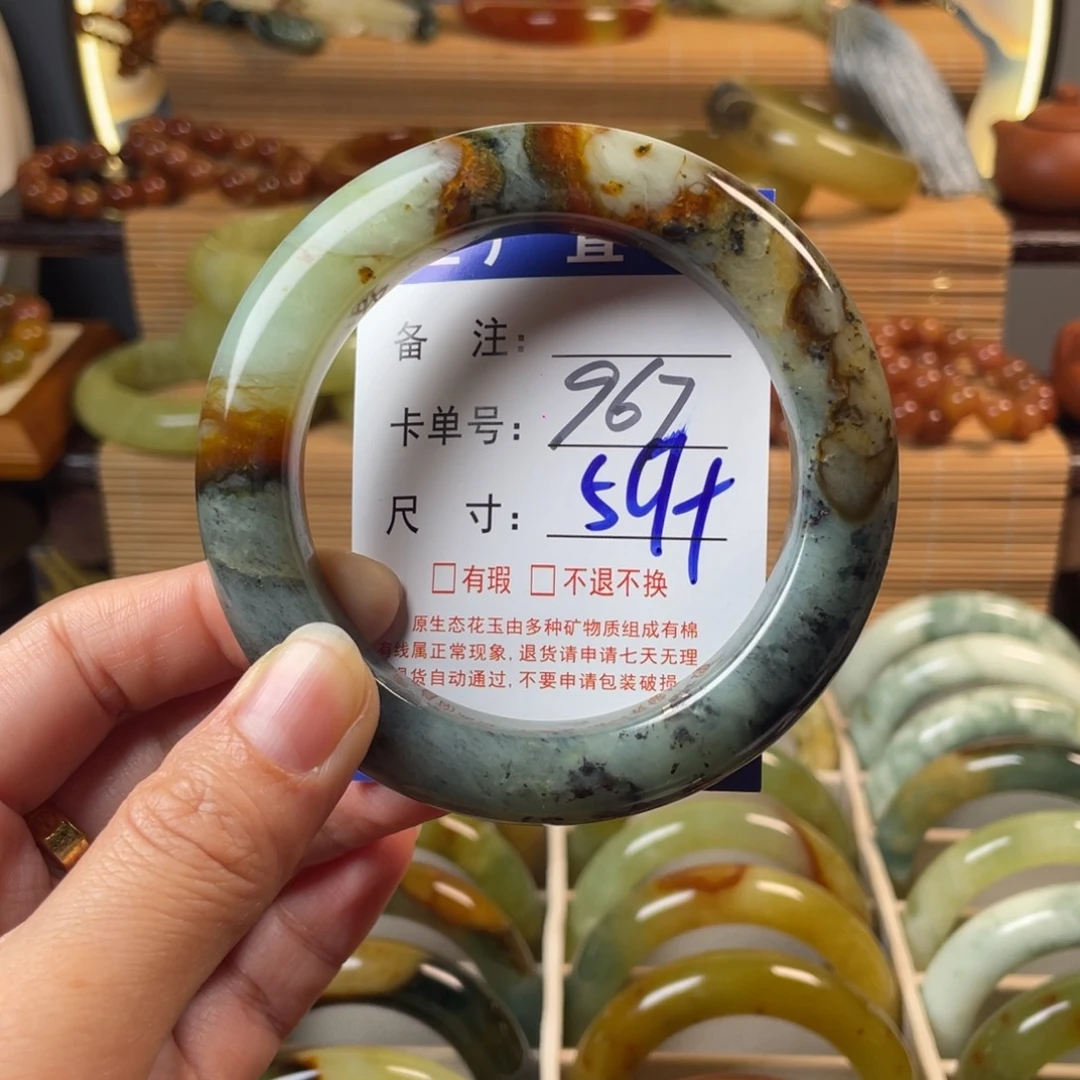 厂 直
备 注:
卡单号: 967
尺 寸: 59+
□有瑕 □不退不换
原生态花玉由多种矿物质组成有棉
有线属正常现象,退货请申请七天无理
退货自动通过,不要申请包装破损